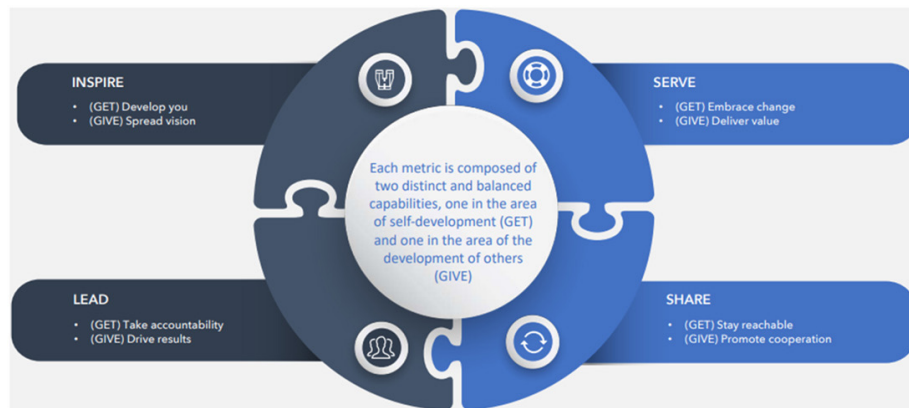 INSPIRE
• (GET) Develop you
• (GIVE) Spread vision
SERVE
• (GET) Embrace change
• (GIVE) Deliver value
Each metric is composed of
two distinct and balanced
capabilities, one in the area
of self-development (GET)
and one in the area of the
development of others
(GIVE)
LEAD
• (GET) Take accountability
• (GIVE) Drive results
SHARE
• (GET) Stay reachable
• (GIVE) Promote cooperation